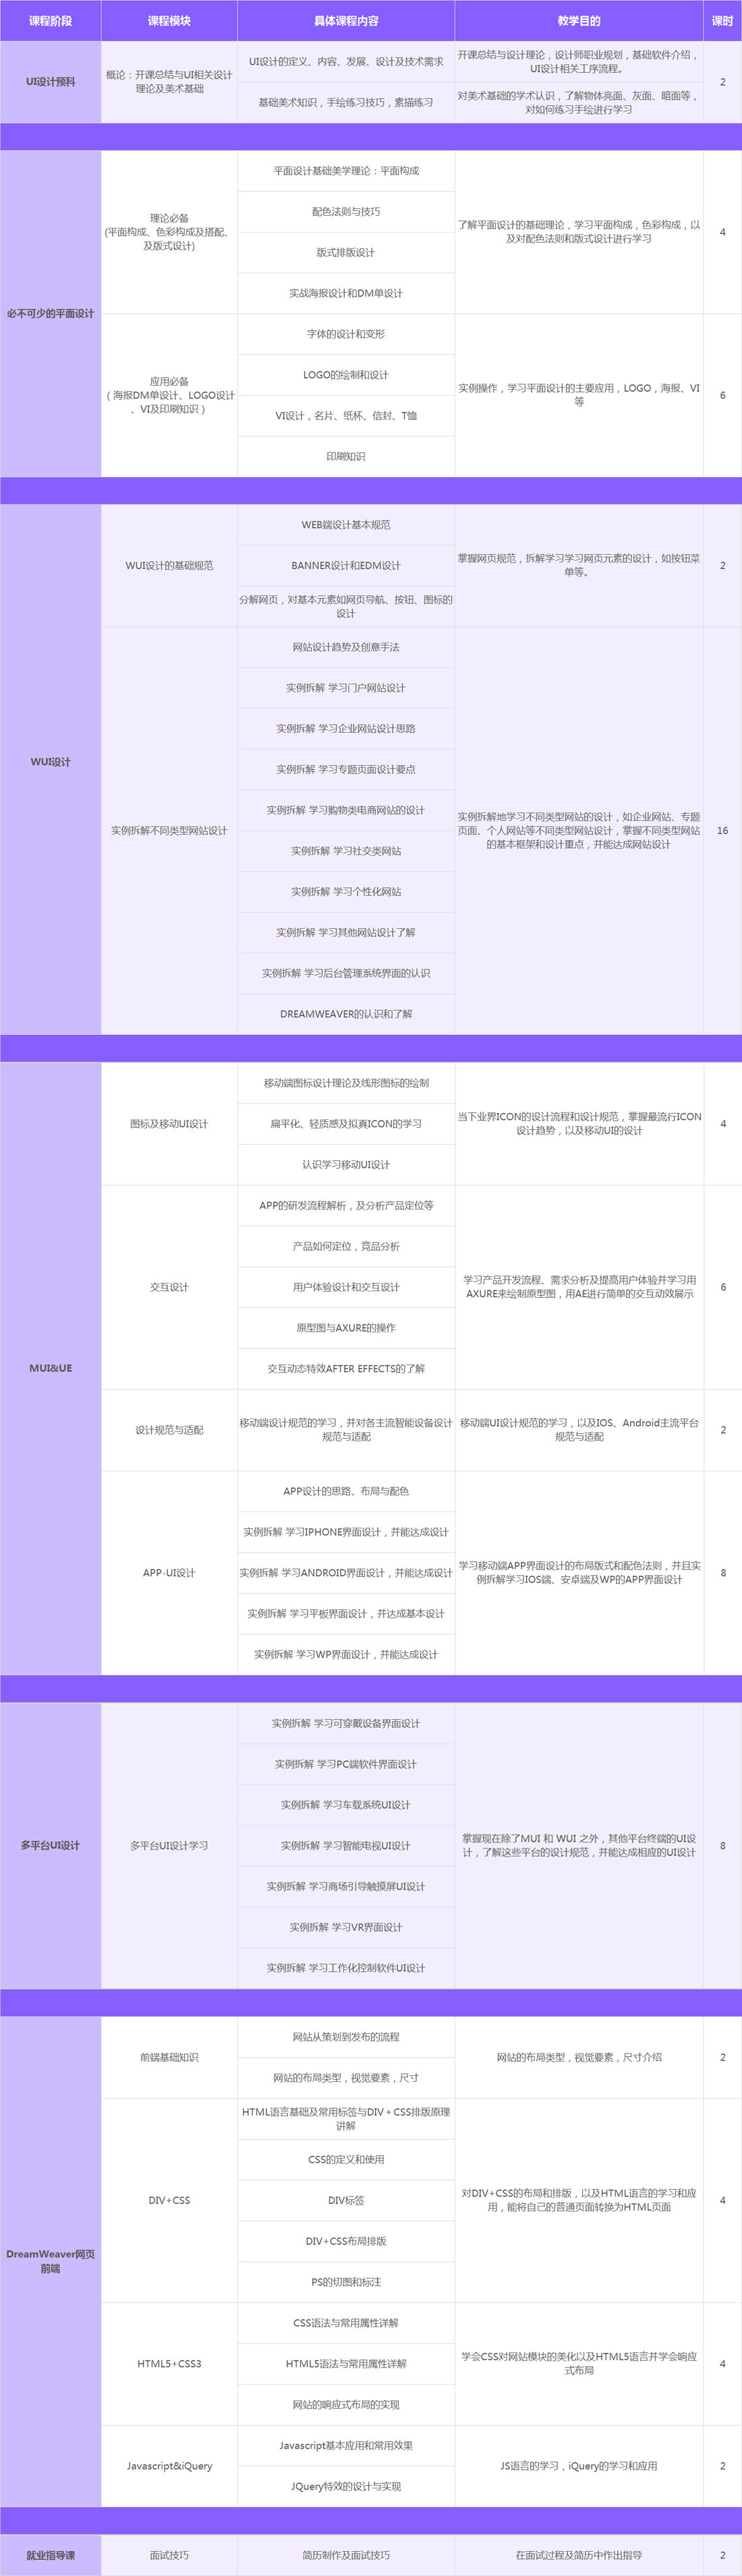 课程阶段
课程模块
具体课程内容
教学目的
课时
UI设计预科
概论：开课总结与UI相关设计
理论及美术基础
UI设计的定义、内容、发展、设计及技术需求
开课总结与设计理论，设计师职业规划，基础软件介绍，
UI设计相关工序流程。
2
基础美术知识，手绘练习技巧，素描练习
对美术基础的学术认识，了解物体亮面、灰面、暗面等，
对如何练习手绘进行学习
必不可少的平面设计
理论必备
(平面构成、色彩构成及搭配、
及版式设计)
平面设计基础美学理论：平面构成
配色法则与技巧
版式排版设计
实战海报设计和DM单设计
了解平面设计的基础理论，学习平面构成，色彩构成，以
及对配色法则和版式设计进行学习
4
应用必备
（海报DM单设计、LOGO设计
、VI及印刷知识）
字体的设计和变形
LOGO的绘制和设计
VI设计，名片、纸杯、信封、T恤
印刷知识
实例操作，学习平面设计的主要应用，LOGO，海报、VI
等
6
WUI设计
WUI设计的基础规范
WEB端设计基本规范
BANNER设计和EDM设计
分解网页，对基本元素如网页导航、按钮、图标的
设计
掌握网页规范，拆解学习学习网页元素的设计，如按钮菜
单等。
2
实例拆解不同类型网站设计
网站设计趋势及创意手法
实例拆解 学习门户网站设计
实例拆解 学习企业网站设计思路
实例拆解 学习专题页面设计要点
实例拆解 学习购物类电商网站的设计
实例拆解 学习社交类网站
实例拆解 学习个性化网站
实例拆解 学习其他网站设计了解
实例拆解 学习后台管理系统界面的认识
DREAMWEAVER的认识和了解
实例拆解地学习不同类型网站的设计，如企业网站、专题
页面、个人网站等不同类型网站设计，掌握不同类型网站
的基本框架和设计重点，并能达成网站设计
16
MUI&UE
图标及移动UI设计
移动端图标设计理论及线形图标的绘制
扁平化、轻质感及拟真ICON的学习
认识学习移动UI设计
当下业界ICON的设计流程和设计规范，掌握最流行ICON
设计趋势，以及移动UI的设计
4
交互设计
APP的研发流程解析，及分析产品定位等
产品如何定位，竞品分析
用户体验设计和交互设计
原型图与AXURE的操作
交互动态特效AFTER EFFECTS的了解
学习产品开发流程、需求分析及提高用户体验并学习用
AXURE来绘制原型图，用AE进行简单的交互动效展示
6
设计规范与适配
移动端设计规范的学习，并对各主流智能设备设计
规范与适配
移动端UI设计规范的学习，以及IOS、Android主流平台
规范与适配
2
APP-UI设计
APP设计的思路、布局与配色
实例拆解 学习IPHONE界面设计，并能达成设计
实例拆解 学习ANDROID界面设计，并能达成设计
实例拆解 学习平板界面设计，并达成基本设计
实例拆解 学习WP界面设计，并能达成设计
学习移动端APP界面设计的布局版式和配色法则，并且实
例拆解学习IOS端、安卓端及WP的APP界面设计
8
多平台UI设计
多平台UI设计学习
实例拆解 学习可穿戴设备界面设计
实例拆解 学习PC端软件界面设计
实例拆解 学习车载系统UI设计
实例拆解 学习智能电视UI设计
实例拆解 学习商场引导触摸屏UI设计
实例拆解 学习VR界面设计
实例拆解 学习工作化控制软件UI设计
掌握现在除了MUI 和 WUI 之外，其他平台终端的UI设
计，了解这些平台的设计规范，并能达成相应的UI设计
8
DreamWeaver网页
前端
前端基础知识
网站从策划到发布的流程
网站的布局类型，视觉要素，尺寸
网站的布局类型，视觉要素，尺寸介绍
2
DIV+CSS
HTML语言基础及常用标签与DIV＋CSS排版原理
讲解
CSS的定义和使用
DIV标签
DIV+CSS布局排版
PS的切图和标注
对DIV+CSS的布局和排版，以及HTML语言的学习和应
用，能将自己的普通页面转换为HTML页面
4
HTML5+CSS3
CSS语法与常用属性详解
HTML5语法与常用属性详解
网站的响应式布局的实现
学会CSS对网站模块的美化以及HTML5语言并学会响应
式布局
4
Javascript&iQuery
Javascript基本应用和常用效果
JQuery特效的设计与实现
JS语言的学习，iQuery的学习和应用
2
就业指导课
面试技巧
简历制作及面试技巧
在面试过程及简历中作出指导
2